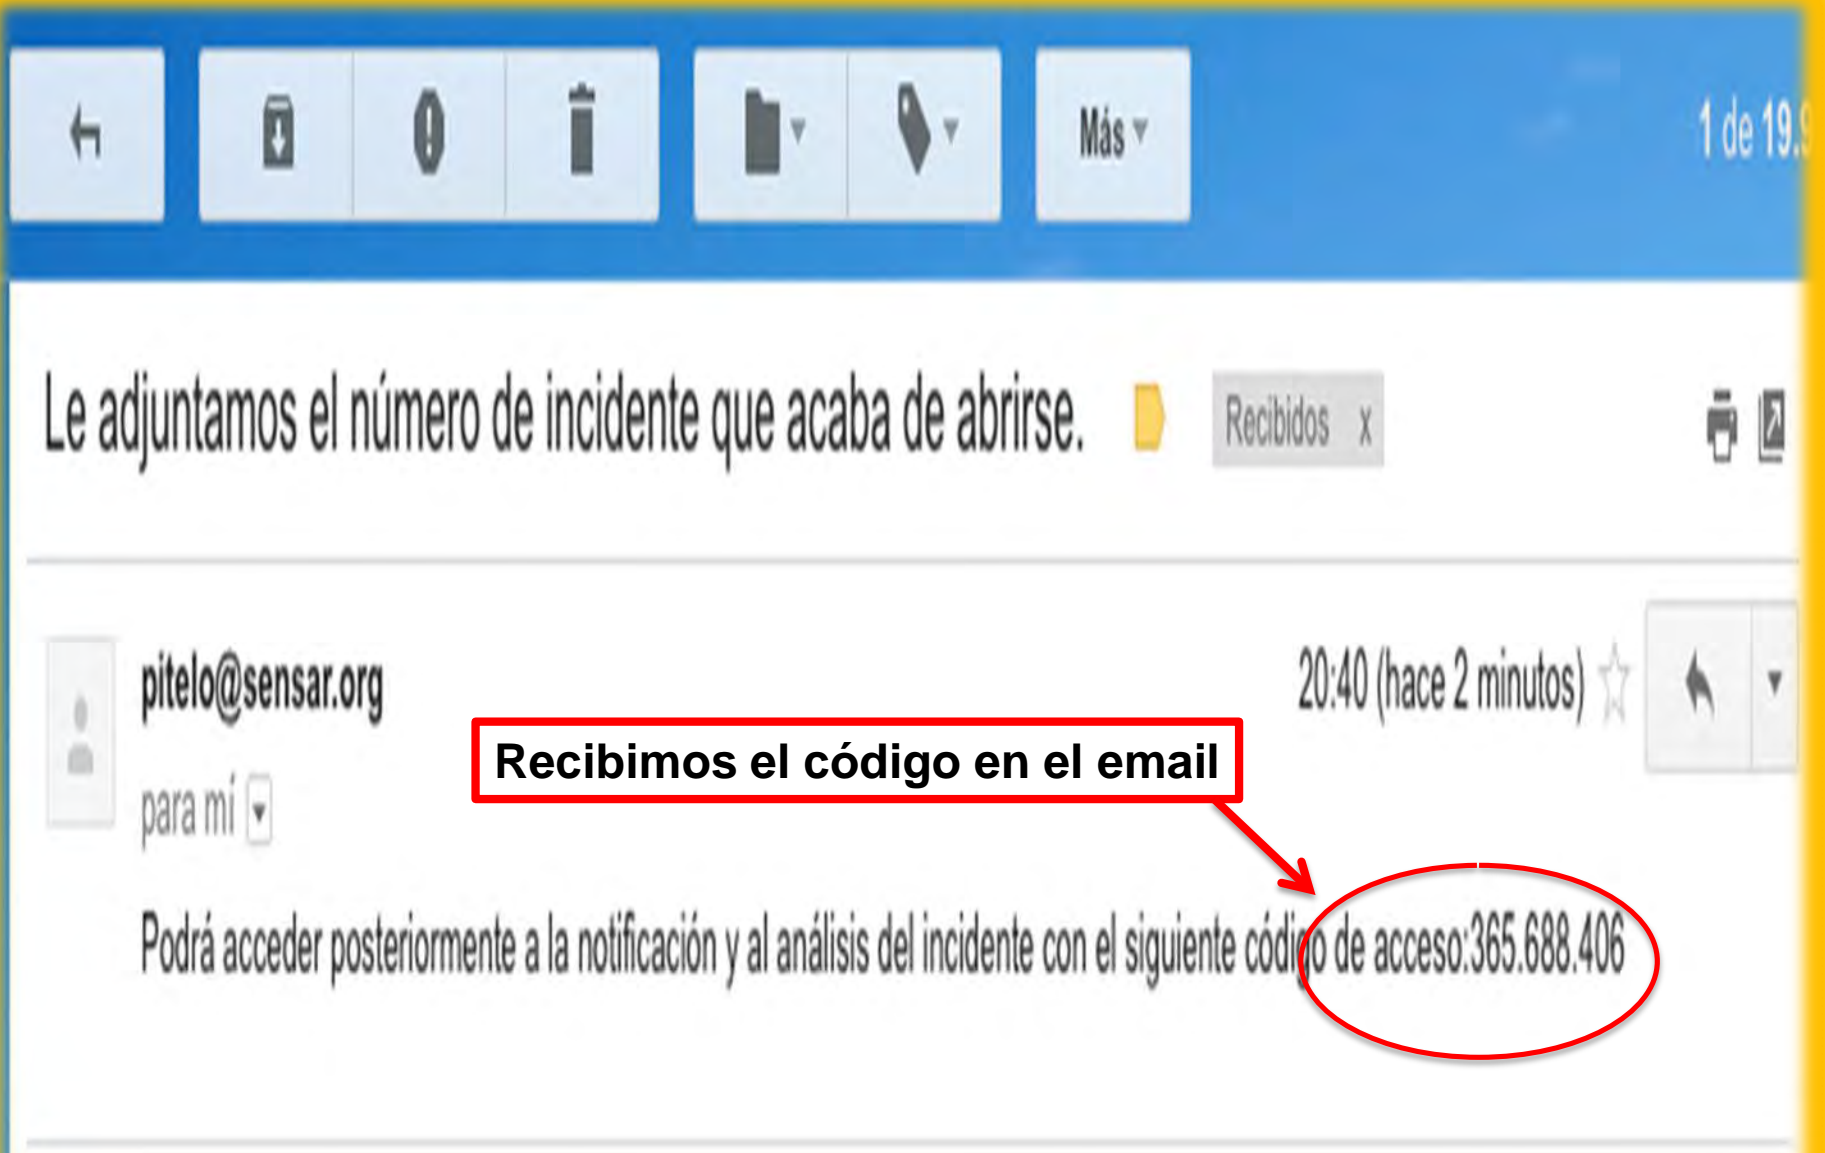 Más
1 de 19.9
Le adjuntamos el número de incidente que acaba de abrirse.
Recibidos x
pitelo@sensar.org
20:40 (hace 2 minutos)
para mí
Recibimos el código en el email
Podrá acceder posteriormente a la notificación y al análisis del incidente con el siguiente código de acceso:365.688.406